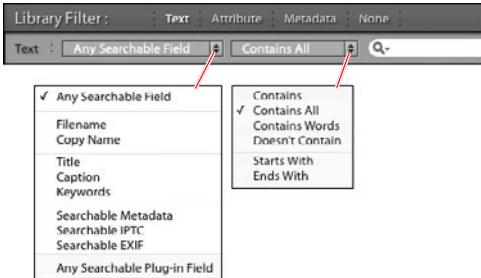 Library Filter : Text Attribute Metadata None
Text Any Searchable Field Contains All
✓ Any Searchable Field
Filename
Copy Name
Title
Caption
Keywords
Searchable Metadata
Searchable IPTC
Searchable EXIF
Any Searchable Plug-in Field
Contains
✓ Contains All
Contains Words
Doesn't Contain
Starts With
Ends With